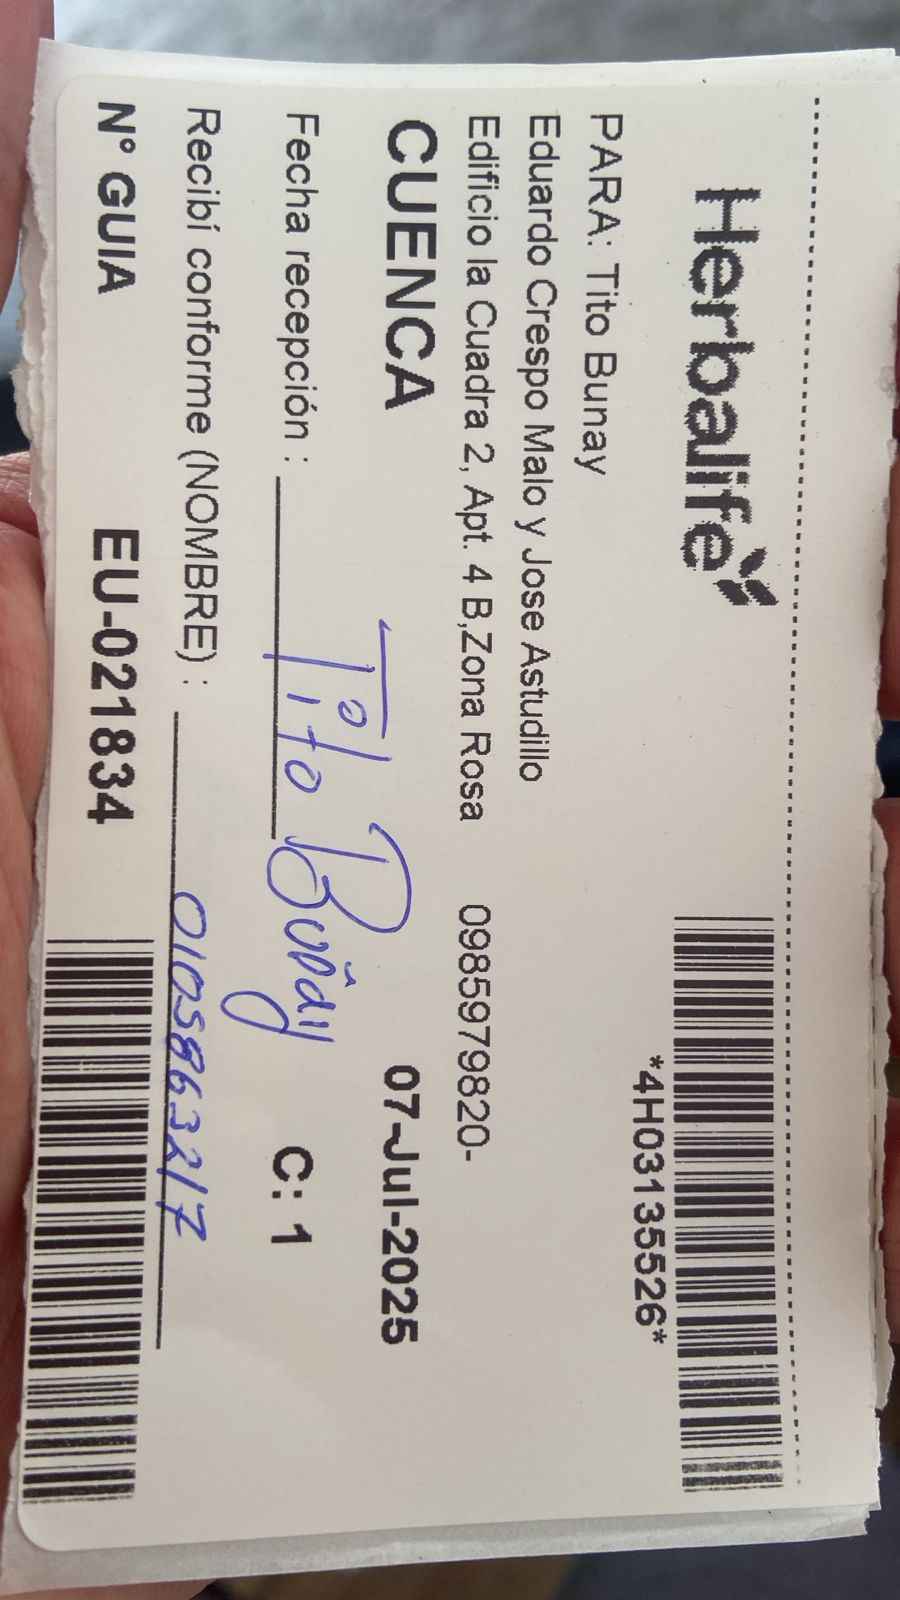 Herbalife
*4H03135526*
PARA: Tito Bunay
Eduardo Crespo Malo y Jose Astudillo
Edificio la Cuadra 2, Apt. 4 B,Zona Rosa 0985979820-
CUENCA 07-Jul-2025
Fecha recepción : Tito Buñay C: 1
Recibí conforme (NOMBRE) : 0105863217
N° GUIA EU-021834